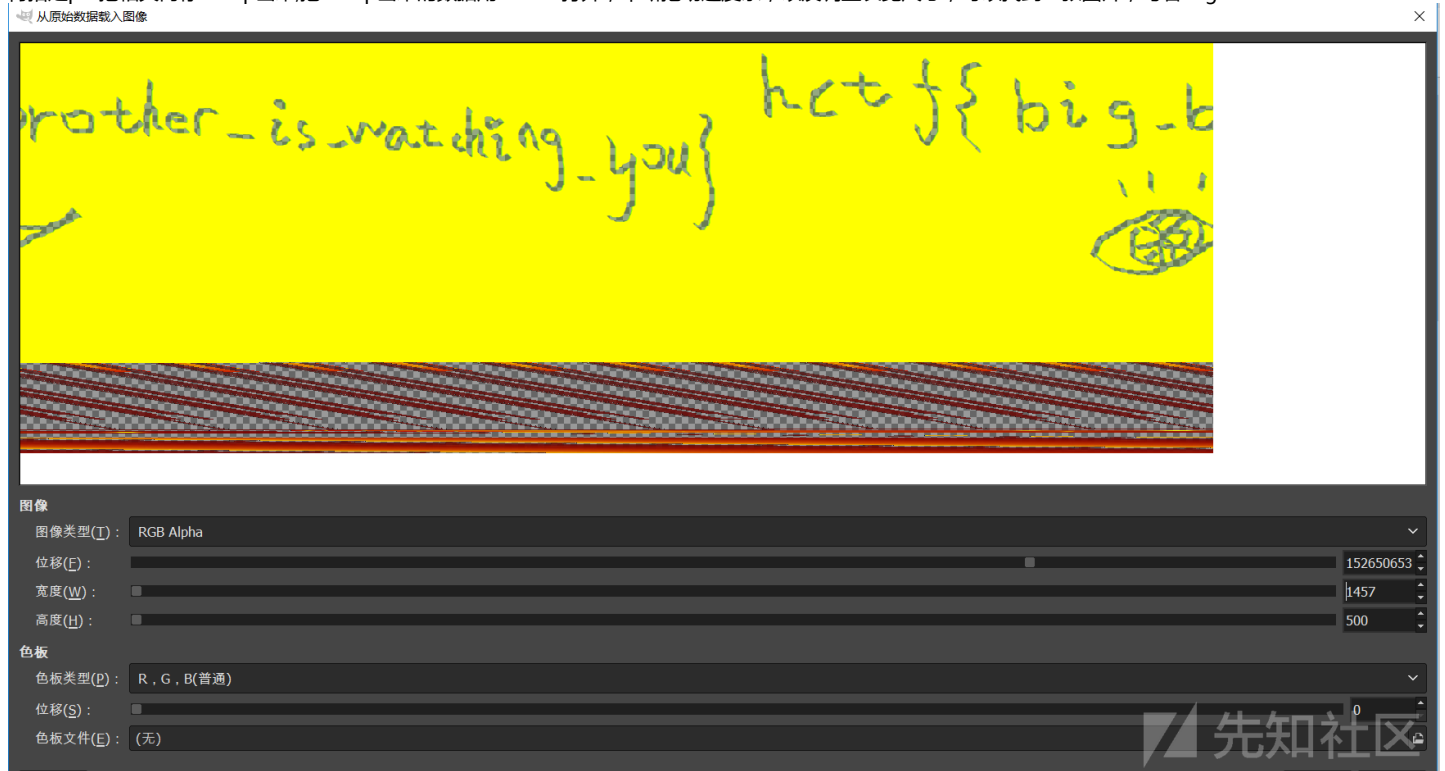 从原始数据载入图像
rother_is_watching_you}
hctf{big_b
图像
图像类型(T)： RGB Alpha
位移(F)： 152650653
宽度(W)： 1457
高度(H)： 500
色板
色板类型(P)： R，G，B(普通)
位移(S)： 0
色板文件(E)： (无)
先知社区